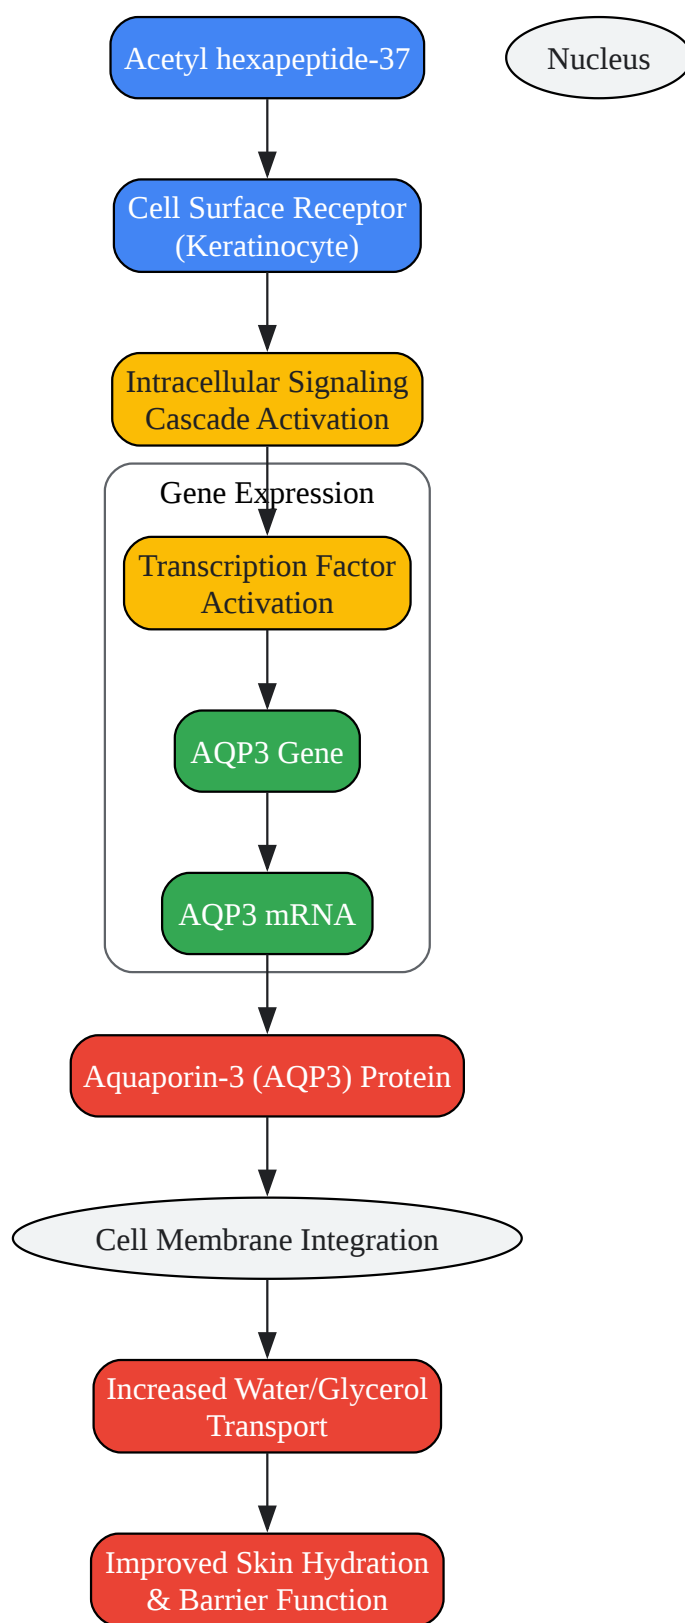 Acetyl hexapeptide-37
Nucleus
Cell Surface Receptor
(Keratinocyte)
Intracellular Signaling
Cascade Activation
Gene Expression
Transcription Factor
Activation
AQP3 Gene
AQP3 mRNA
Aquaporin-3 (AQP3) Protein
Cell Membrane Integration
Increased Water/Glycerol
Transport
Improved Skin Hydration
& Barrier Function